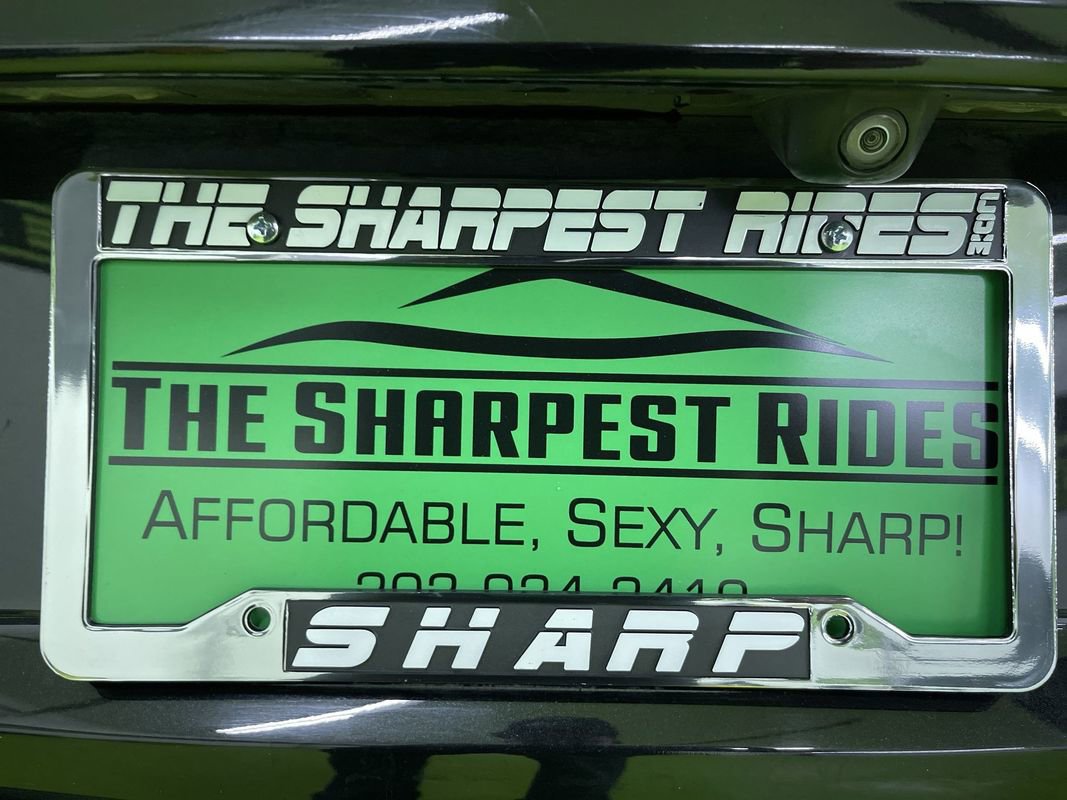 THE SHARPEST RIDES.COM
THE SHARPEST RIDES
AFFORDABLE, SEXY, SHARP!
SHARP